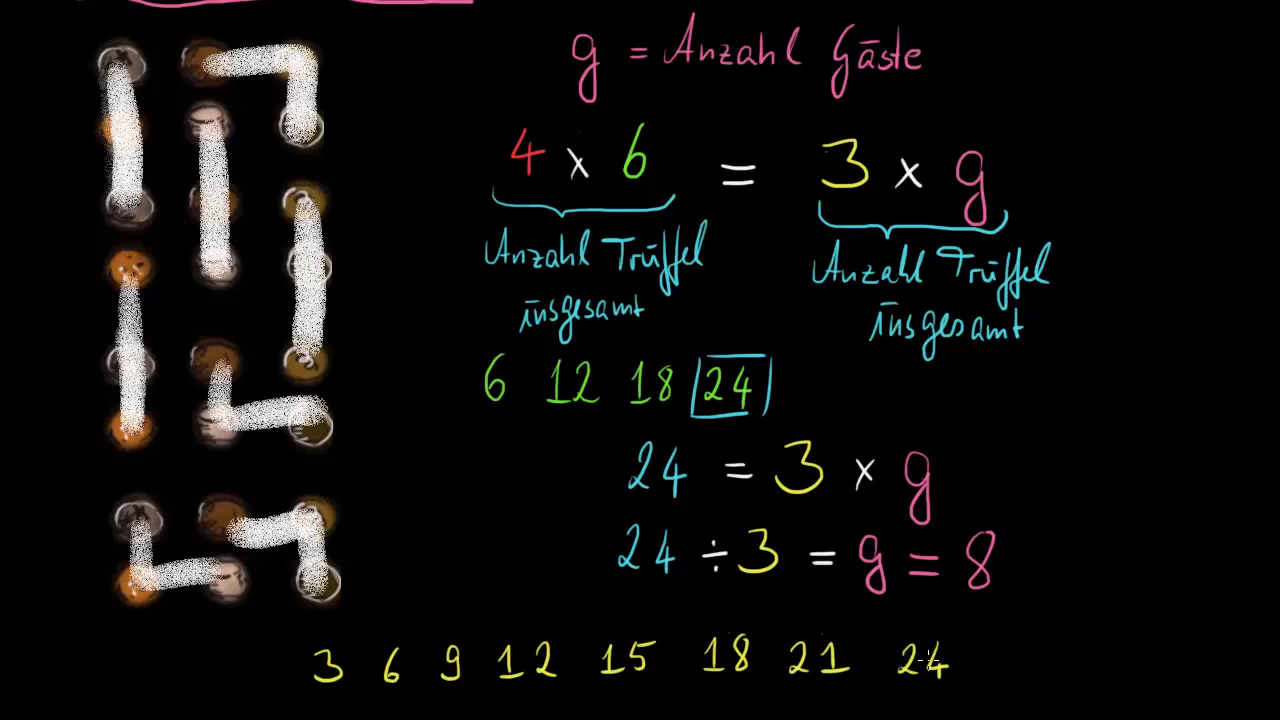 g = Anzahl Gäste
4 x 6 = 3 x g
Anzahl Trüffel
insgesamt
Anzahl Trüffel
insgesamt
6 12 18 24
24 = 3 x g
24 ÷ 3 = g = 8
3 6 9 12 15 18 21 24